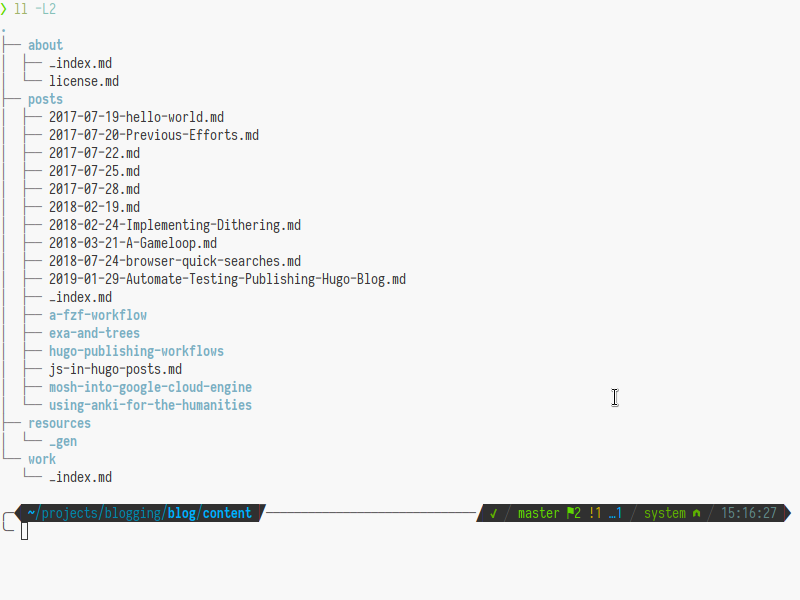 ❯ ll -L2
.
├── about
│  ├── _index.md
│  └── license.md
├── posts
│  ├── 2017-07-19-hello-world.md
│  ├── 2017-07-20-Previous-Efforts.md
│  ├── 2017-07-22.md
│  ├── 2017-07-25.md
│  ├── 2017-07-28.md
│  ├── 2018-02-19.md
│  ├── 2018-02-24-Implementing-Dithering.md
│  ├── 2018-03-21-A-Gameloop.md
│  ├── 2018-07-24-browser-quick-searches.md
│  ├── 2019-01-29-Automate-Testing-Publishing-Hugo-Blog.md
│  ├── _index.md
│  ├── a-fzf-workflow
│  ├── exa-and-trees
│  ├── hugo-publishing-workflows
│  ├── js-in-hugo-posts.md
│  ├── mosh-into-google-cloud-engine
│  └── using-anki-for-the-humanities
├── resources
│  └── _gen
└── work
   └── _index.md
~/projects/blogging/blog/content ✓ master ⚑2 !1 …1 system 15:16:27